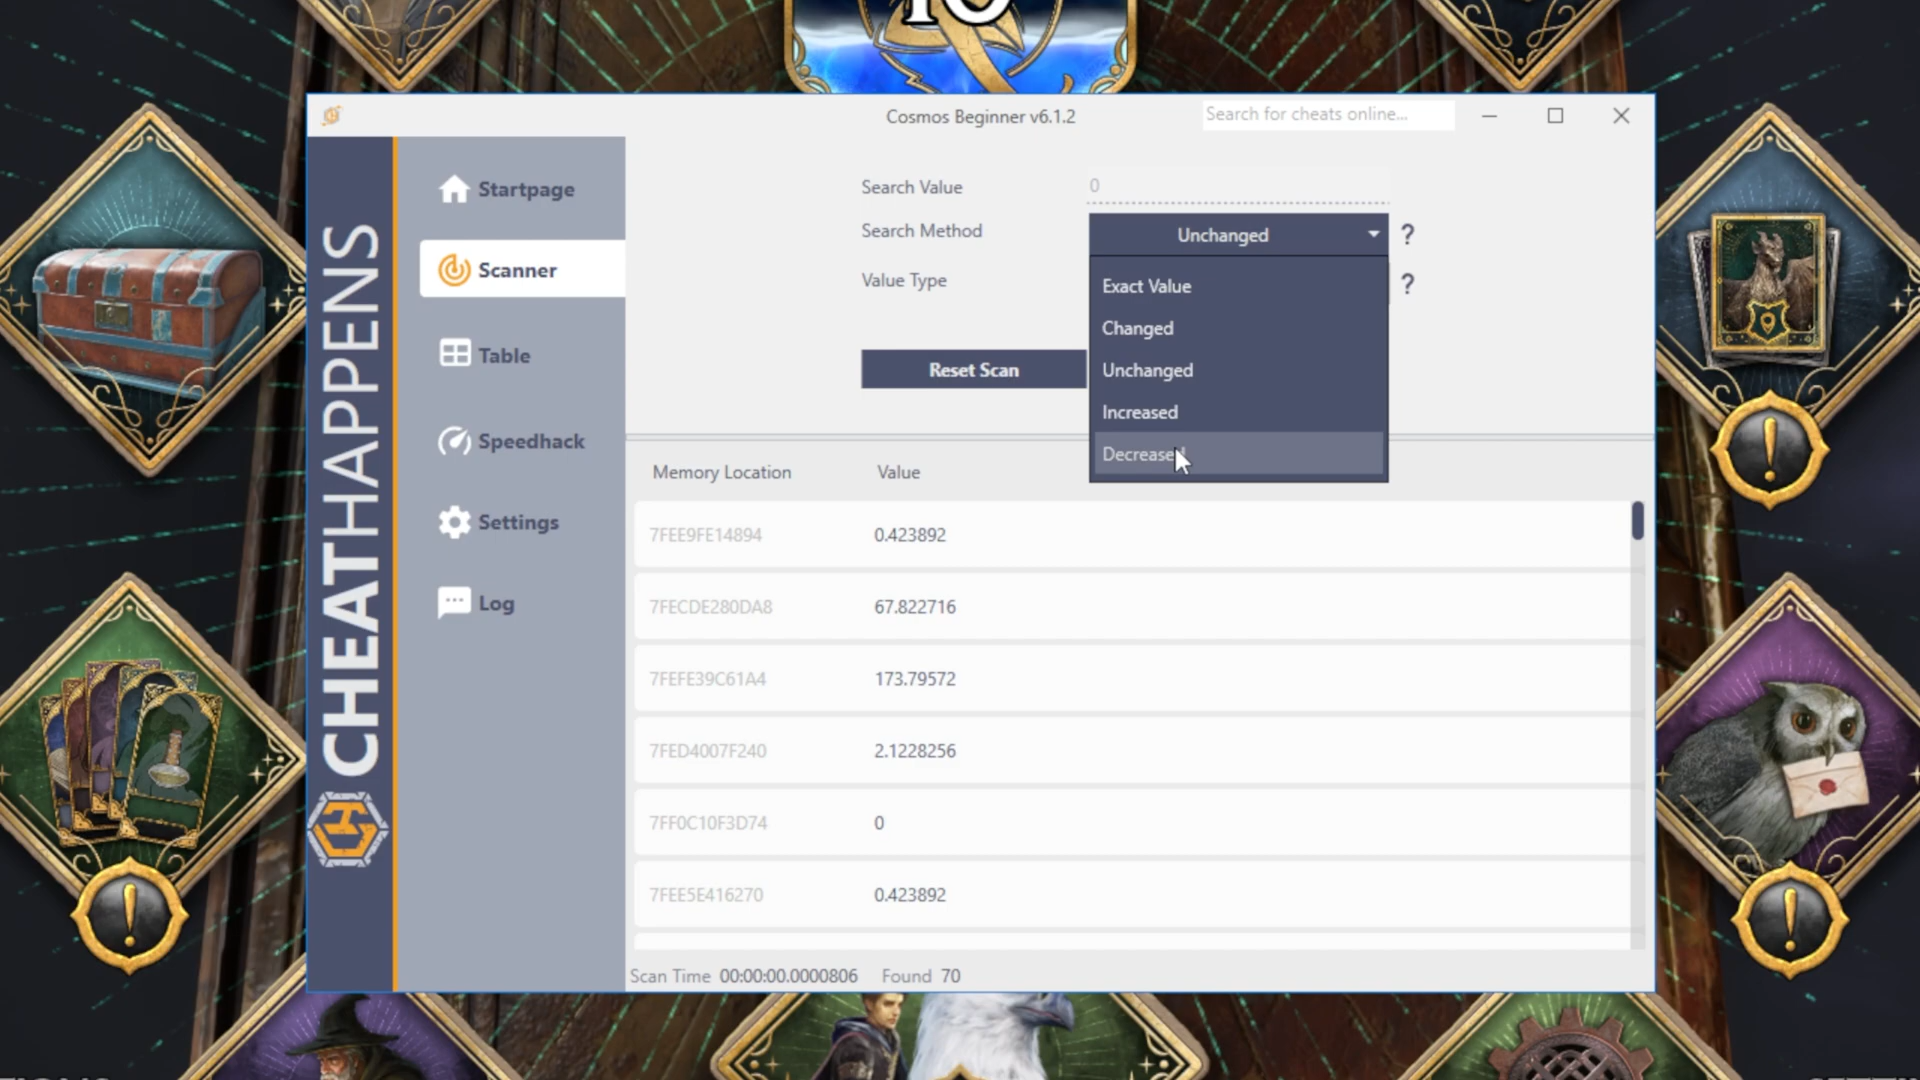 Cosmos Beginner v6.1.2
Search for cheats online...
CHEATHAPPENS
Startpage
Scanner
Table
Speedhack
Settings
Log
Search Value
0
Search Method
Unchanged
?
Value Type
?
Exact Value
Changed
Unchanged
Increased
Decreased
Reset Scan
Memory Location Value
7FEE9FE14894 0.423892
7FECDE280DA8 67.822716
7FEFE39C61A4 173.79572
7FED4007F240 2.1228256
7FF0C10F3D74 0
7FEE5E416270 0.423892
Scan Time 00:00:00.0000806 Found 70